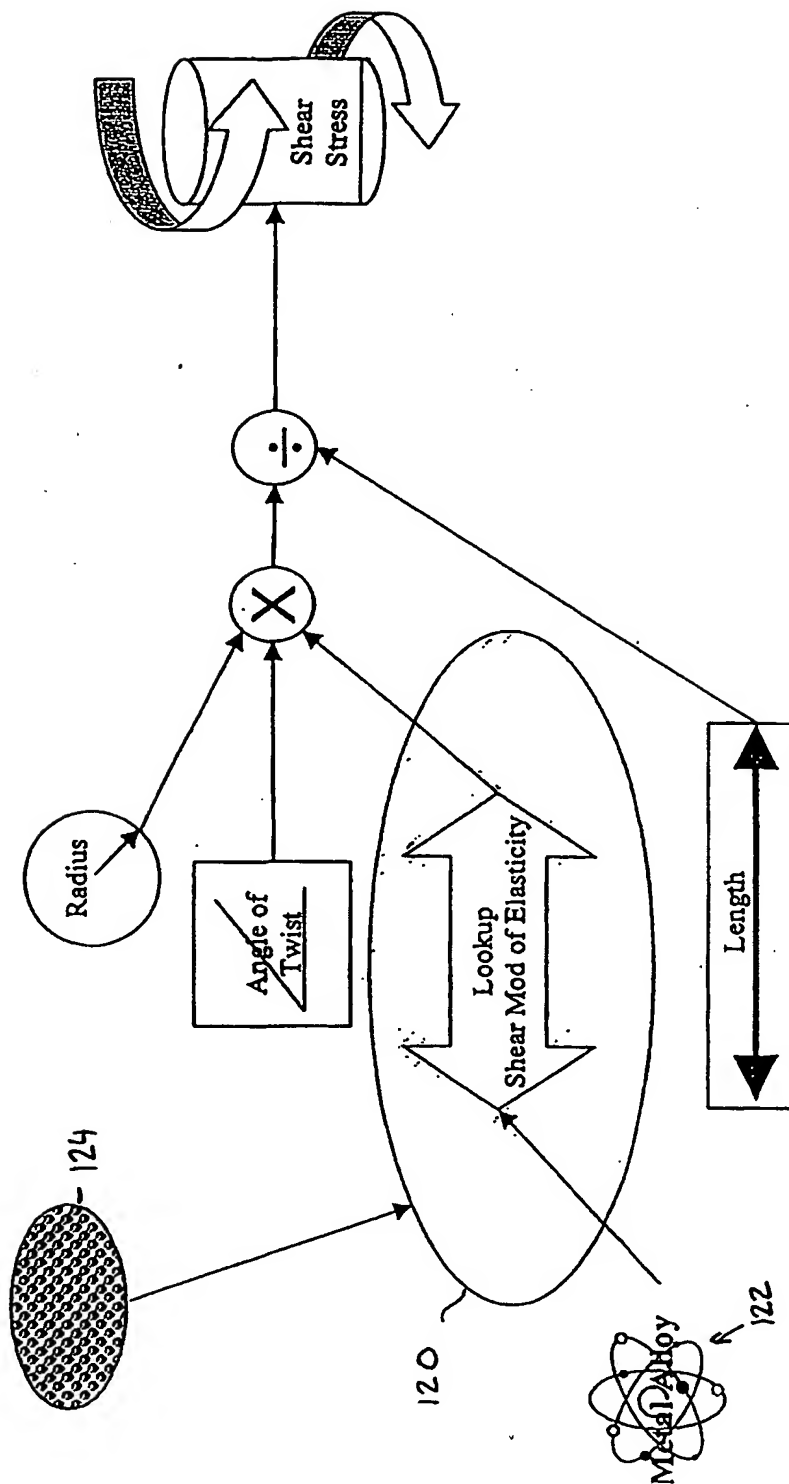 124
Radius
Angle of
Twist
X
÷
Shear
Stress
Lookup
Shear Mod of Elasticity
120
Metal Alloy
122
Length